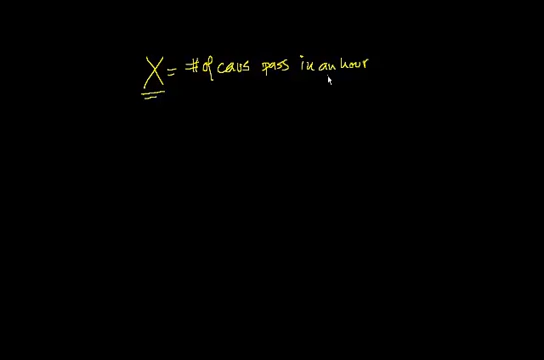 X = # of cars pass in an hour